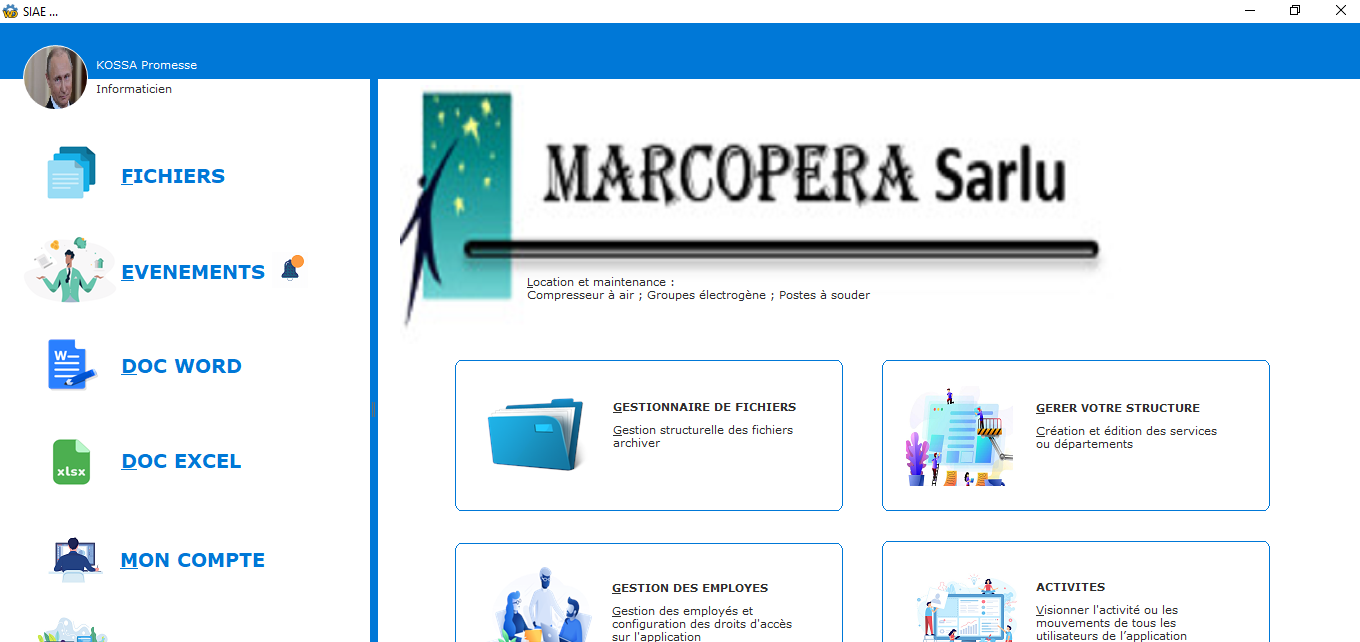 SIAE ...
KOSSA Promesse
Informaticien
FICHIERS
EVENEMENTS
DOC WORD
W
DOC EXCEL
xlsx
MON COMPTE
MARCOPERA Sarlu
Location et maintenance :
Compresseur à air ; Groupes électrogène ; Postes à souder
GESTIONNAIRE DE FICHIERS
Gestion structurelle des fichiers
archiver
GERER VOTRE STRUCTURE
Création et édition des services
ou départements
GESTION DES EMPLOYES
Gestion des employés et
configuration des droits d'accès
sur l'application
ACTIVITES
Visionner l'activité ou les
mouvements de tous les
utilisateurs de l’application